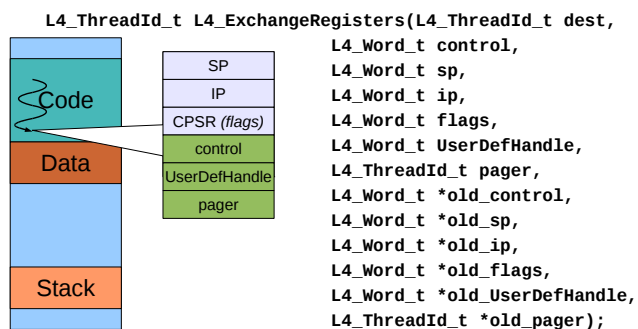 L4_ThreadId_t L4_ExchangeRegisters(L4_ThreadId_t dest,
L4_Word_t control,
L4_Word_t sp,
L4_Word_t ip,
L4_Word_t flags,
L4_Word_t UserDefHandle,
L4_ThreadId_t pager,
L4_Word_t *old_control,
L4_Word_t *old_sp,
L4_Word_t *old_ip,
L4_Word_t *old_flags,
L4_Word_t *old_UserDefHandle,
L4_ThreadId_t *old_pager);
Code
Data
Stack
SP
IP
CPSR (flags)
control
UserDefHandle
pager